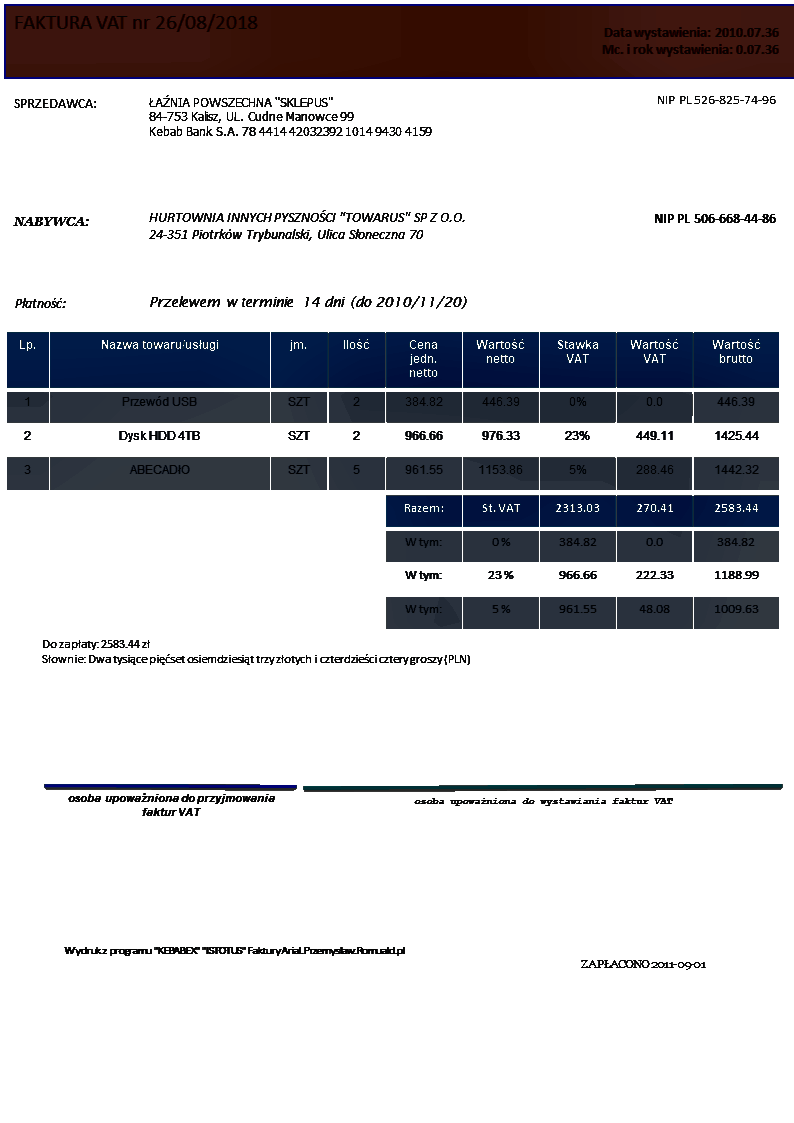 FAKTURA VAT nr 26/08/2018
Data wystawienia: 2010.07.36
Mc. i rok wystawienia: 0.07.36
SPRZEDAWCA: ŁAŹNIA POWSZECHNA "SKLEPUS" NIP PL 526-825-74-96
84-753 Kalisz, UL. Cudne Manowce 99
Kebab Bank S.A. 78 4414 4203 2392 1014 9430 4159
NABYWCA: HURTOWNIA INNYCH PYSZNOŚCI "TOWARUS" SP Z O.O. NIP PL 506-668-44-86
24-351 Piotrków Trybunalski, Ulica Słoneczna 70
Płatność: Przelewem w terminie 14 dni (do 2010/11/20)
Lp. Nazwa towaru/usługi jm. Ilość Cena jedn. netto Wartość netto Stawka VAT Wartość VAT Wartość brutto
1 Przewód USB SZT 2 384.82 446.39 0% 0.0 446.39
2 Dysk HDD 4TB SZT 2 966.66 976.33 23% 449.11 1425.44
3 ABECADIO SZT 5 961.55 1153.86 5% 288.46 1442.32
Razem: St. VAT 2313.03 270.41 2583.44
W tym: 0% 384.82 0.0 384.82
W tym: 23% 966.66 222.33 1188.99
W tym: 5% 961.55 48.08 1009.63
Do zapłaty: 2583.44 zł
Słownie: Dwa tysiące pięćset osiemdziesiąt trzy złotych i czterdzieści cztery groszy (PLN)
osoba upoważniona do przyjmowania
faktur VAT
osoba upoważniona do wystawiania faktur VAT
Wydruk z programu "KEBABEX" "ISTOTUS" Faktury Arial.Przemysław.Romuald.pl
ZAPŁACONO 2011-09-01